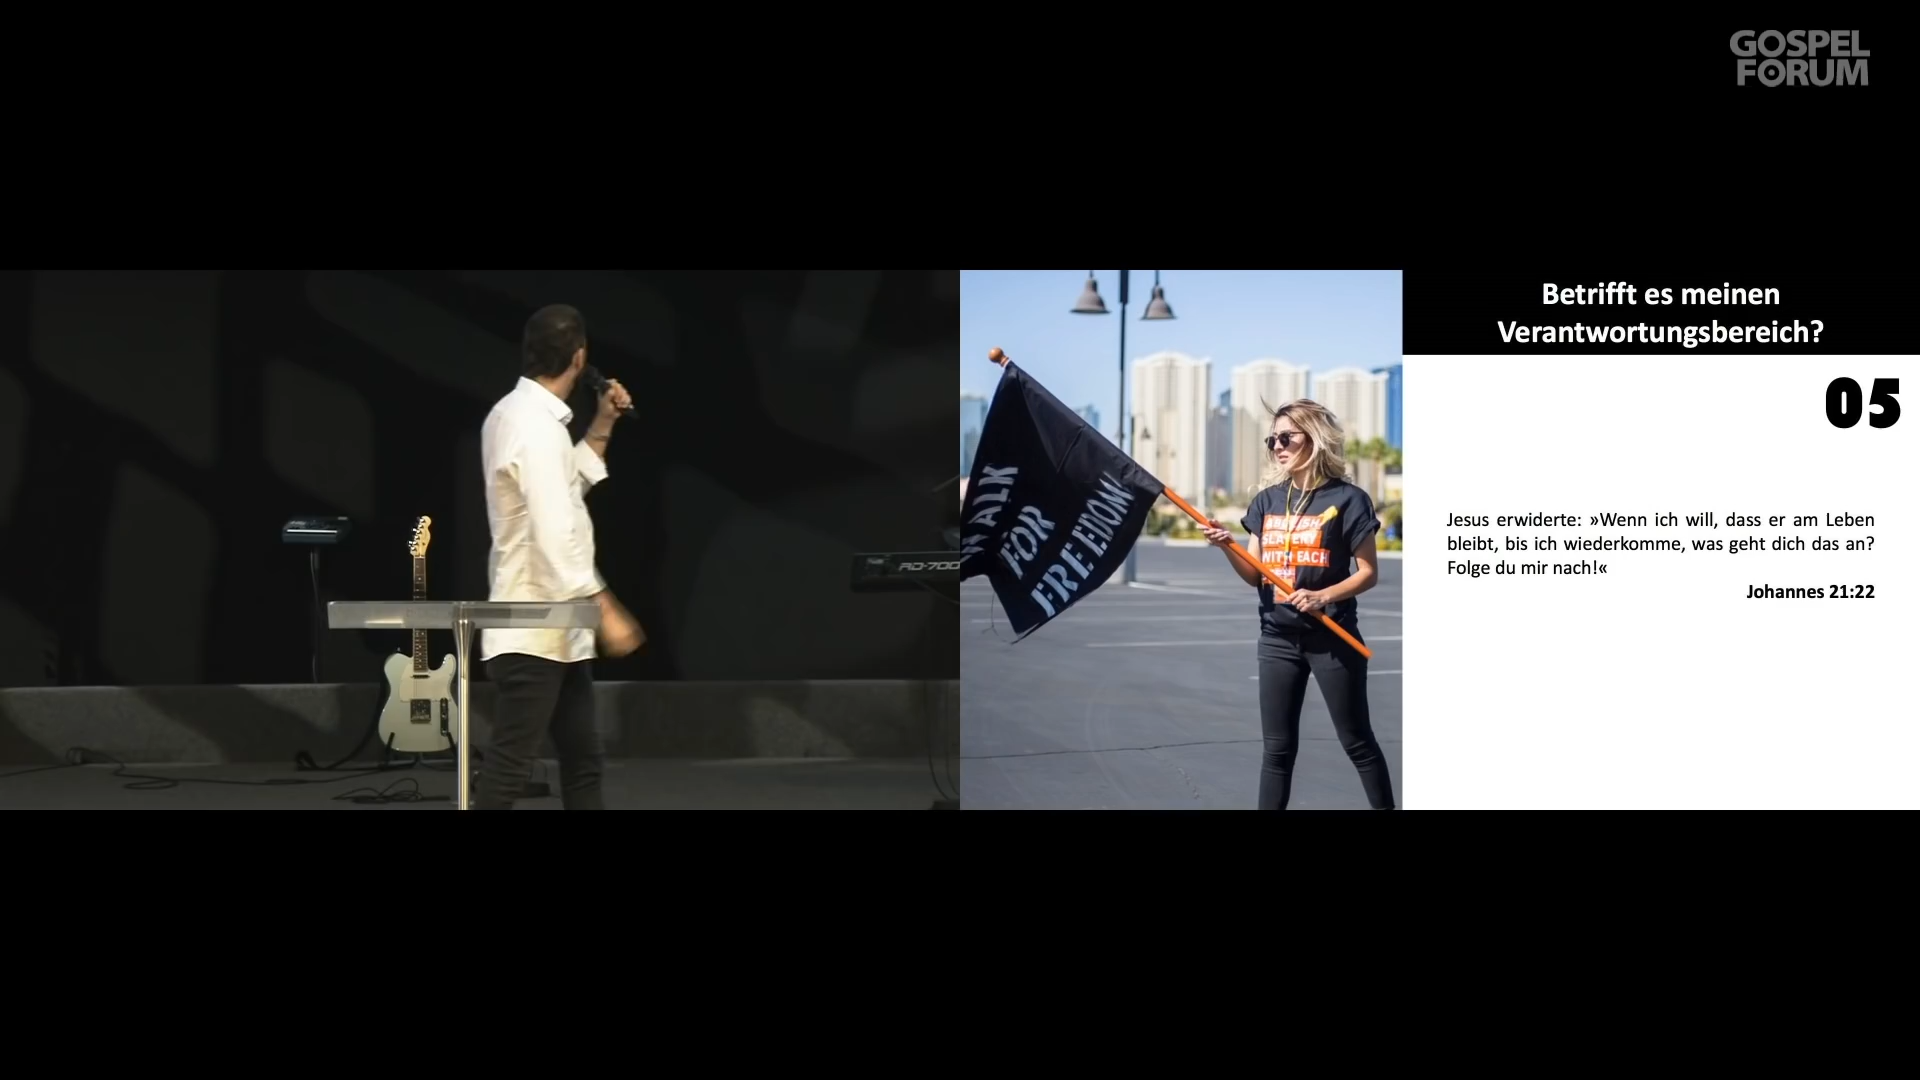 GOSPEL
FORUM
Betrifft es meinen
Verantwortungsbereich?
05
Jesus erwiderte: »Wenn ich will, dass er am Leben
bleibt, bis ich wiederkomme, was geht dich das an?
Folge du mir nach!«
Johannes 21:22
WALK
FOR
FREEDOM
SLAVERY
WITH EACH
RD-700